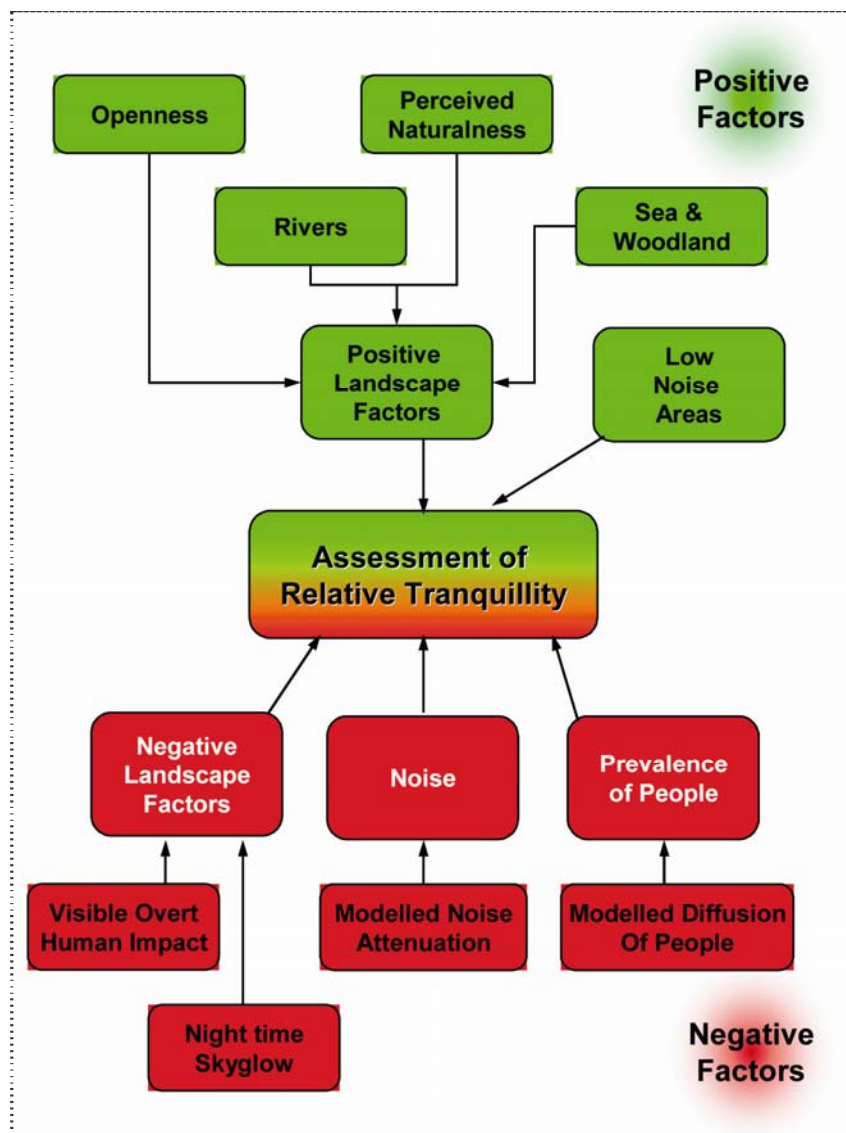 Positive
Factors
Openness
Perceived
Naturalness
Rivers
Sea &
Woodland
Positive
Landscape
Factors
Low
Noise
Areas
Assessment of
Relative Tranquillity
Negative
Landscape
Factors
Noise
Prevalence
of People
Visible Overt
Human Impact
Modelled Noise
Attenuation
Modelled Diffusion
Of People
Night time
Skyglow
Negative
Factors